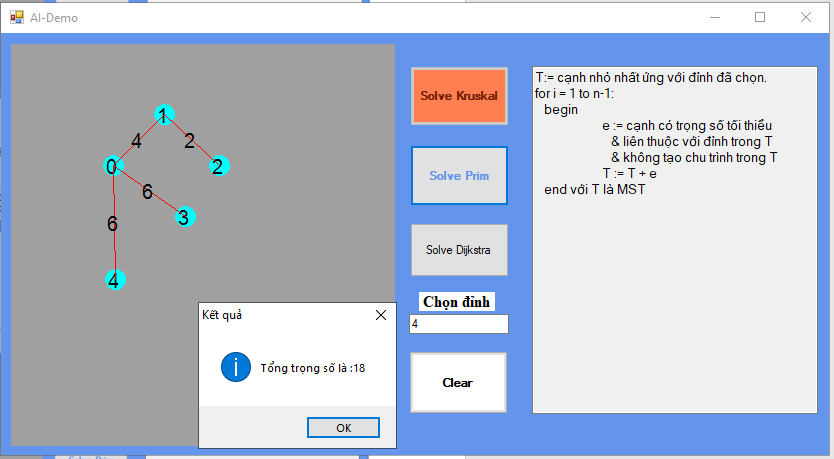 AI-Demo
1
4
2
0
2
6
3
6
4
Kết quả
Tổng trọng số là :18
OK
Solve Kruskal
Solve Prim
Solve Dijkstra
Chọn đỉnh
4
Clear
T:= cạnh nhỏ nhất ứng với đỉnh đã chọn.
for i = 1 to n-1:
begin
e := cạnh có trọng số tối thiểu
& liên thuộc với đỉnh trong T
& không tạo chu trình trong T
T := T + e
end với T là MST